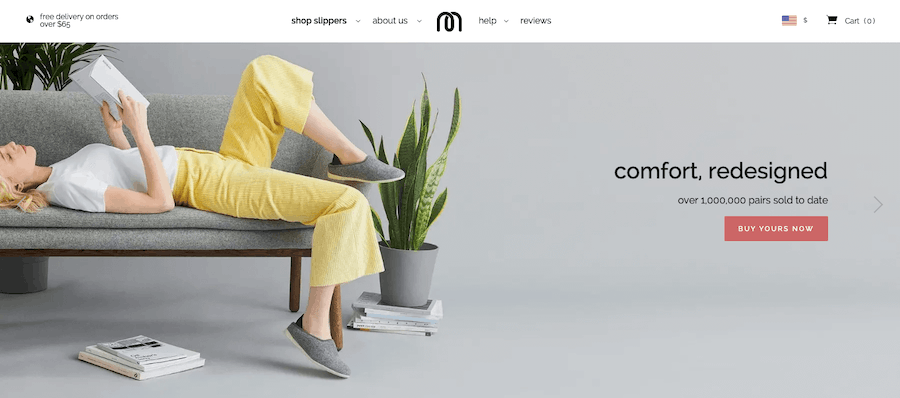 free delivery on orders
over $65
shop slippers
about us
help
reviews
$
Cart (0)
comfort, redesigned
over 1,000,000 pairs sold to date
BUY YOURS NOW